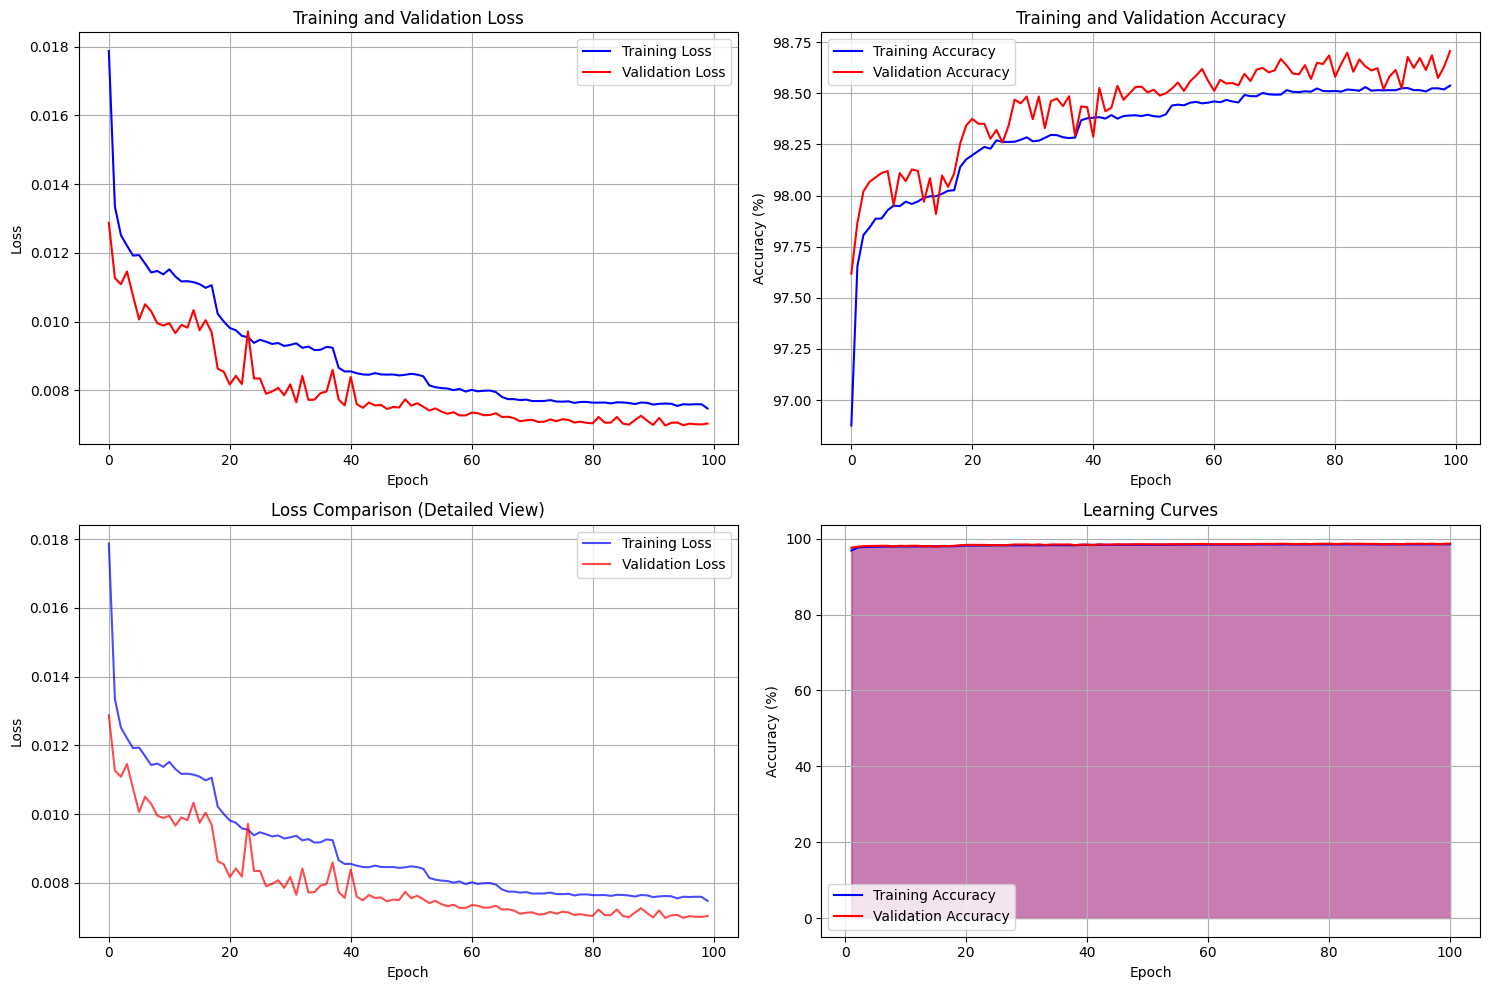 Training and Validation Loss
0.018
0.016
0.014
0.012
0.010
0.008
Loss
Training Loss
Validation Loss
0 20 40 60 80 100
Epoch
Training and Validation Accuracy
98.75
98.50
98.25
98.00
97.75
97.50
97.25
97.00
Accuracy (%)
Training Accuracy
Validation Accuracy
0 20 40 60 80 100
Epoch
Loss Comparison (Detailed View)
0.018
0.016
0.014
0.012
0.010
0.008
Loss
Training Loss
Validation Loss
0 20 40 60 80 100
Epoch
Learning Curves
100
80
60
40
20
0
Accuracy (%)
Training Accuracy
Validation Accuracy
0 20 40 60 80 100
Epoch